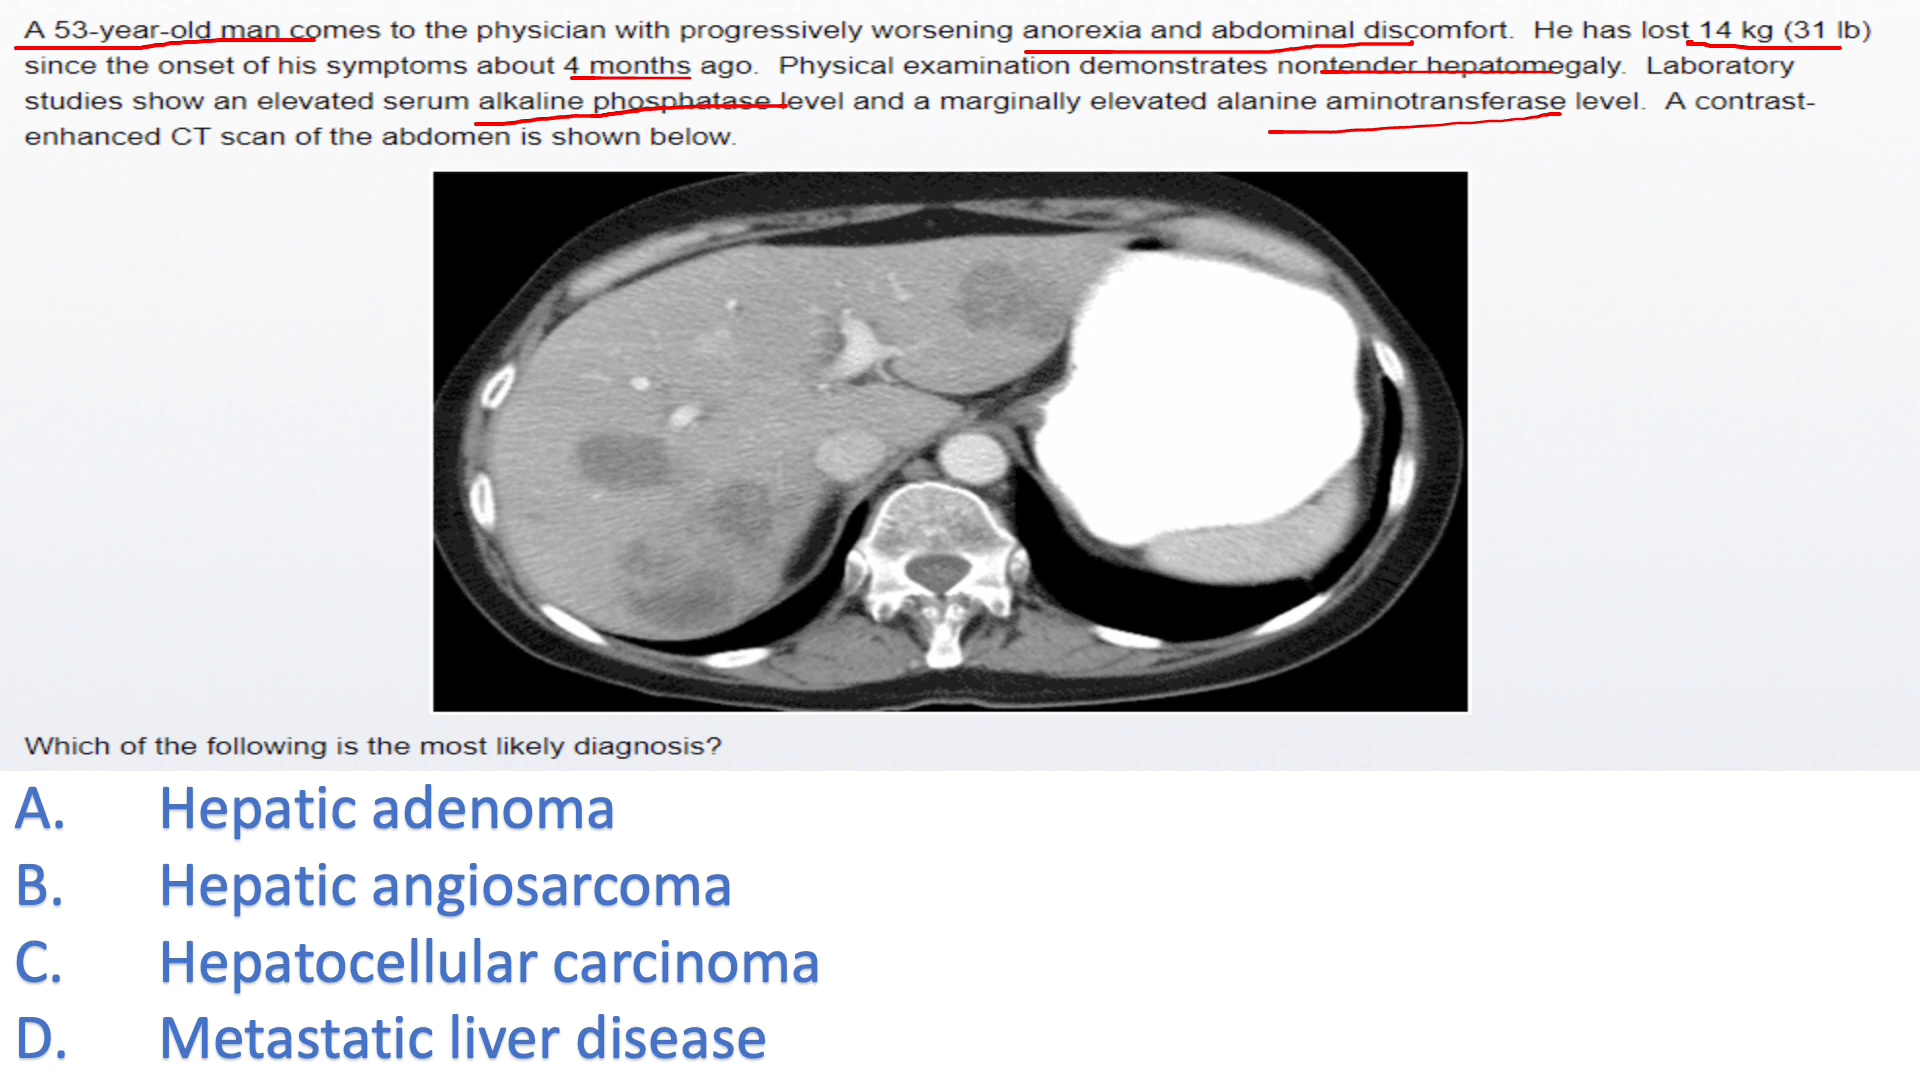 A 53-year-old man comes to the physician with progressively worsening anorexia and abdominal discomfort. He has lost 14 kg (31 lb)
since the onset of his symptoms about 4 months ago. Physical examination demonstrates nontender hepatomegaly. Laboratory
studies show an elevated serum alkaline phosphatase level and a marginally elevated alanine aminotransferase level. A contrast-
enhanced CT scan of the abdomen is shown below.
Which of the following is the most likely diagnosis?
A. Hepatic adenoma
B. Hepatic angiosarcoma
C. Hepatocellular carcinoma
D. Metastatic liver disease